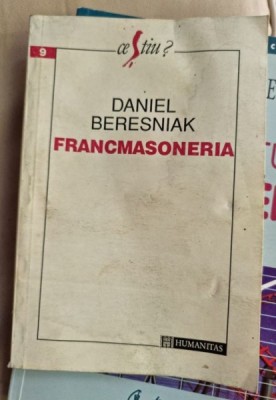 9
ce Știu?
DANIEL
BERESNIAK
FRANCMASONERIA
HUMANITAS